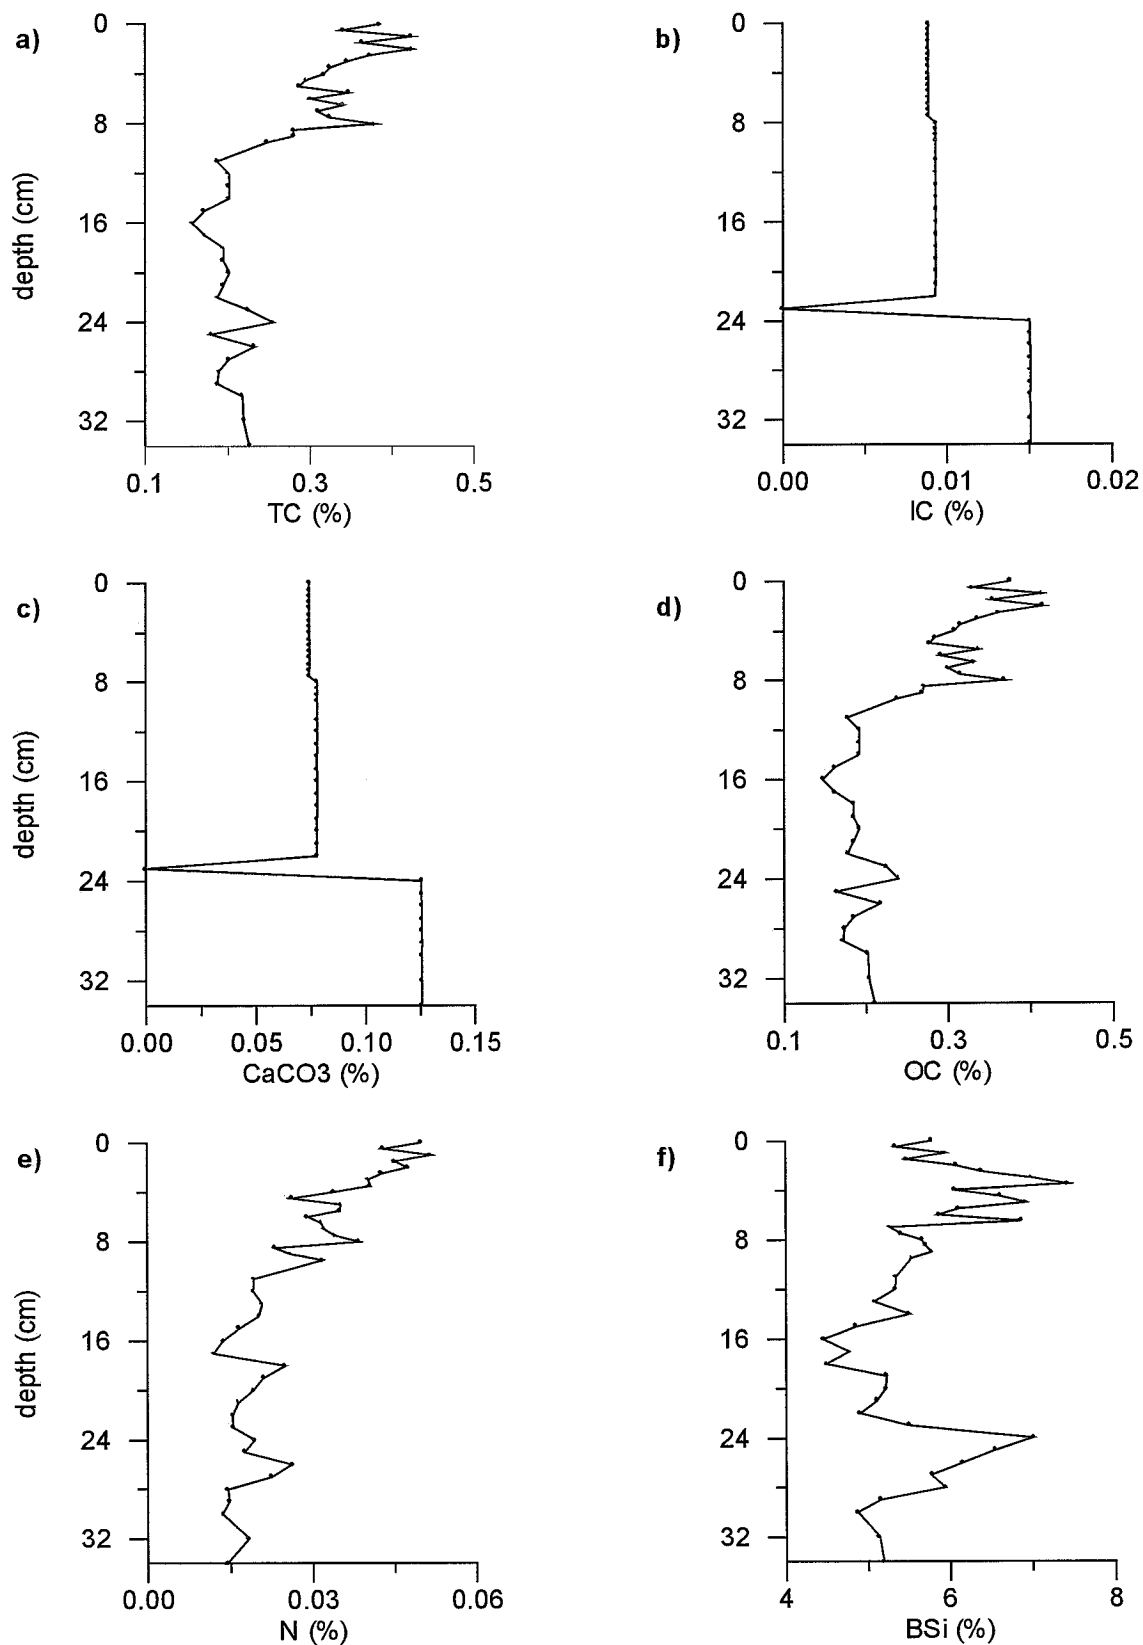 a)
0
8
16
24
32
depth (cm)
0.1 0.3 0.5
TC (%)
b)
0
8
16
24
32
0.00 0.01 0.02
IC (%)
c)
0
8
16
24
32
depth (cm)
0.00 0.05 0.10 0.15
CaCO3 (%)
d)
0
8
16
24
32
0.1 0.3 0.5
OC (%)
e)
0
8
16
24
32
depth (cm)
0.00 0.03 0.06
N (%)
f)
0
8
16
24
32
4 6 8
BSi (%)